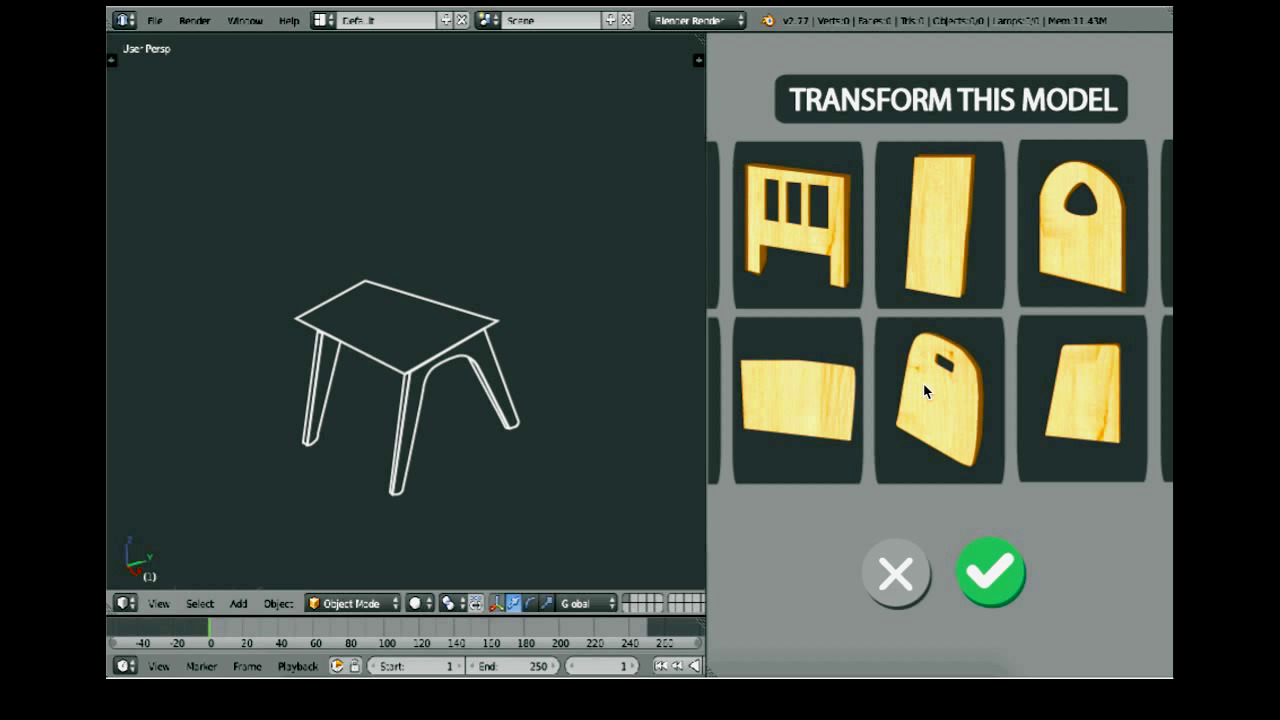 File Render Window Help Default Scene Blender Render v2.77 | Verts:0 | Faces:0 | Tris:0 | Objects:0/0 | Lamps:0/0 | Mem:11.43M
User Persp
TRANSFORM THIS MODEL
Z
Y
(1)
View Select Add Object Object Mode Global
-40 -20 0 20 40 60 80 100 120 140 160 180 200 220 240 260
View Marker Frame Playback Start: 1 End: 250 1